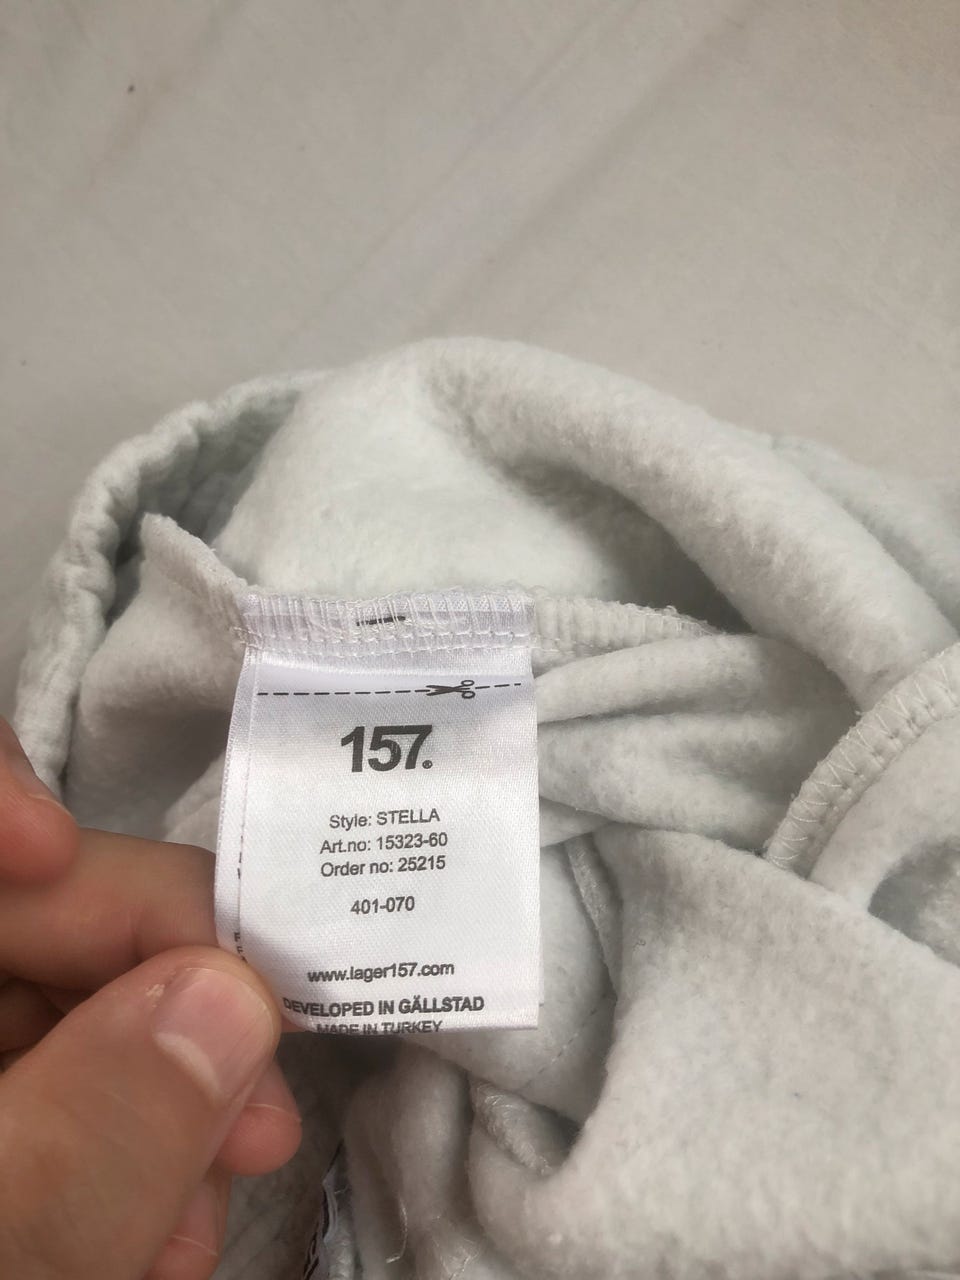 157®
Style: STELLA
Art.no: 15323-60
Order no: 25215
401-070
www.lager157.com
DEVELOPED IN GÄLLSTAD
MADE IN TURKEY